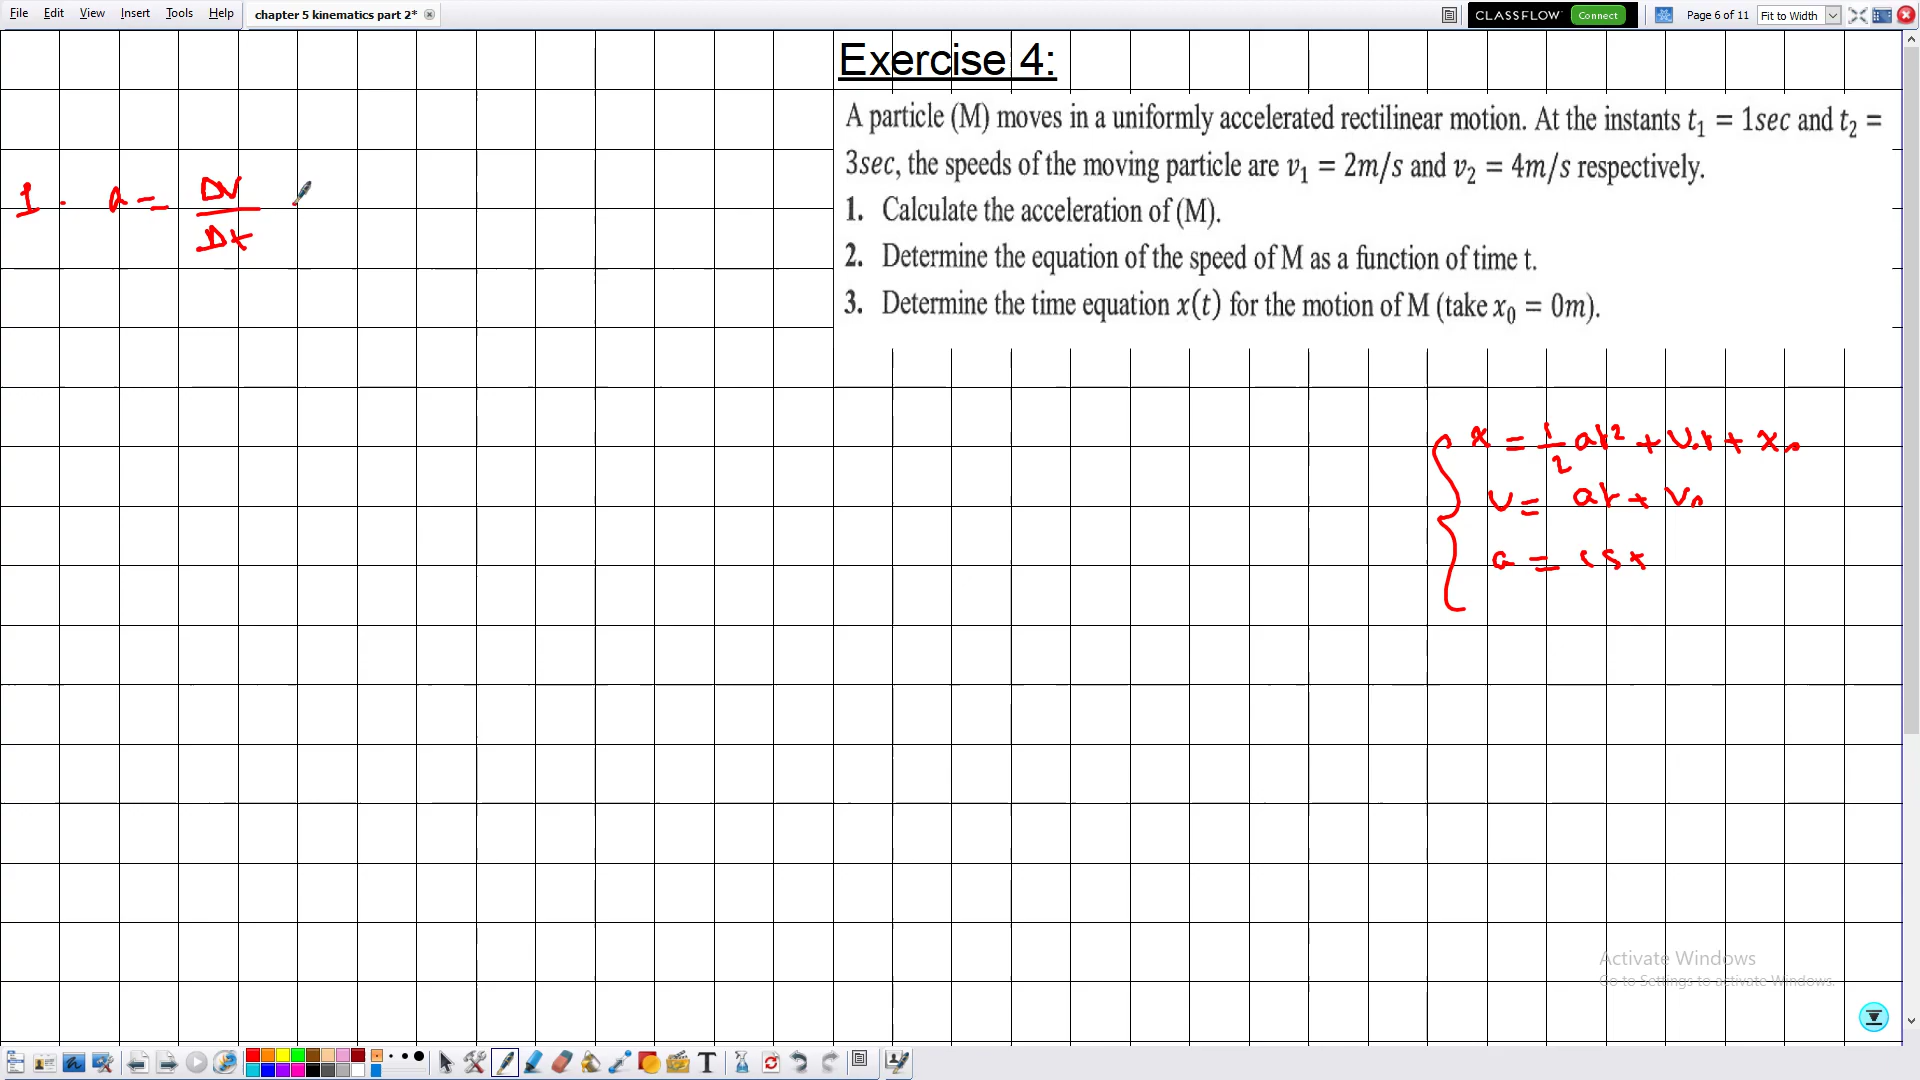 File Edit View Insert Tools Help chapter 5 kinematics part 2* CLASSFLOW Connect Page 6 of 11 Fit to Width
Exercise 4:
A particle (M) moves in a uniformly accelerated rectilinear motion. At the instants t₁ = 1sec and t₂ =
3sec, the speeds of the moving particle are v₁ = 2m/s and v₂ = 4m/s respectively.
1. Calculate the acceleration of (M).
2. Determine the equation of the speed of M as a function of time t.
3. Determine the time equation x(t) for the motion of M (take x₀ = 0m).
1. a = ΔV/Δt
x = 1/2 at² + V₀t + x₀
v = at + V₀
a = cst
Activate Windows
Go to Settings to activate Windows.
T